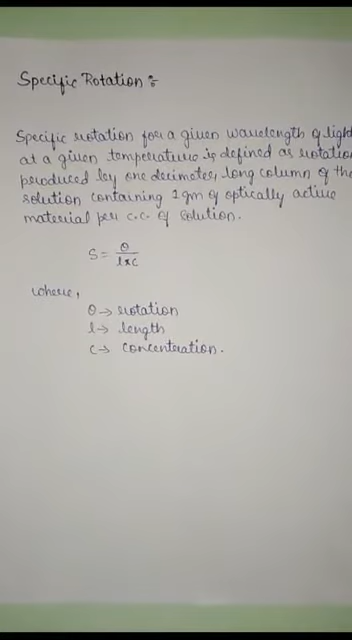 Specific Rotation :-
Specific rotation for a given wavelength of light
at a given temperature is defined as rotation
produced by one decimeter long column of the
solution containing 1 gm of optically active
material per c.c. of solution.
S = θ / l×c
where,
θ → rotation
l → length
c → concentration.